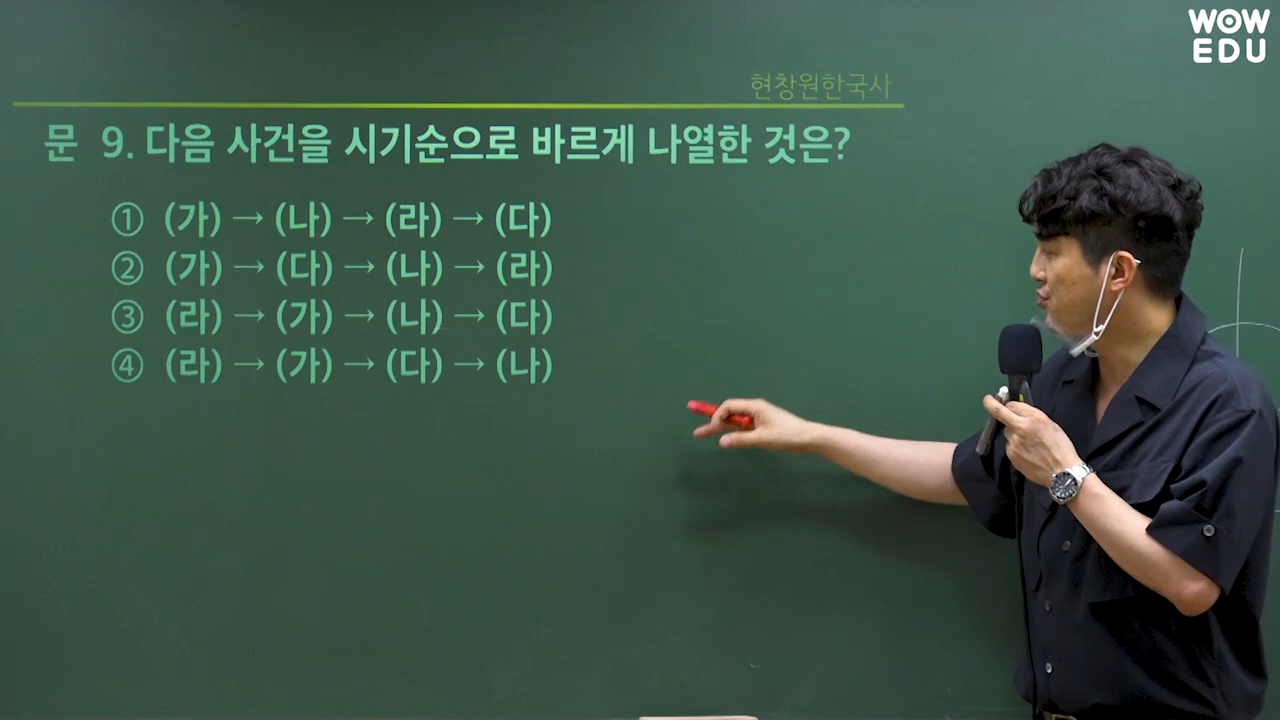 WOW
EDU
현창원한국사
문 9. 다음 사건을 시기순으로 바르게 나열한 것은?
① (가) → (나) → (라) → (다)
② (가) → (다) → (나) → (라)
③ (라) → (가) → (나) → (다)
④ (라) → (가) → (다) → (나)